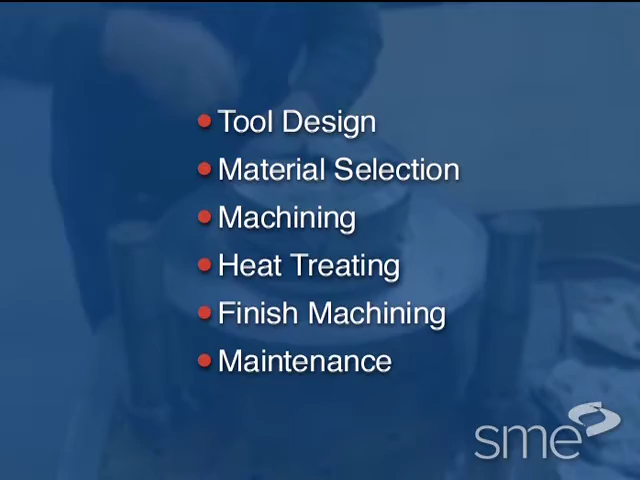 Tool Design
Material Selection
Machining
Heat Treating
Finish Machining
Maintenance
sme